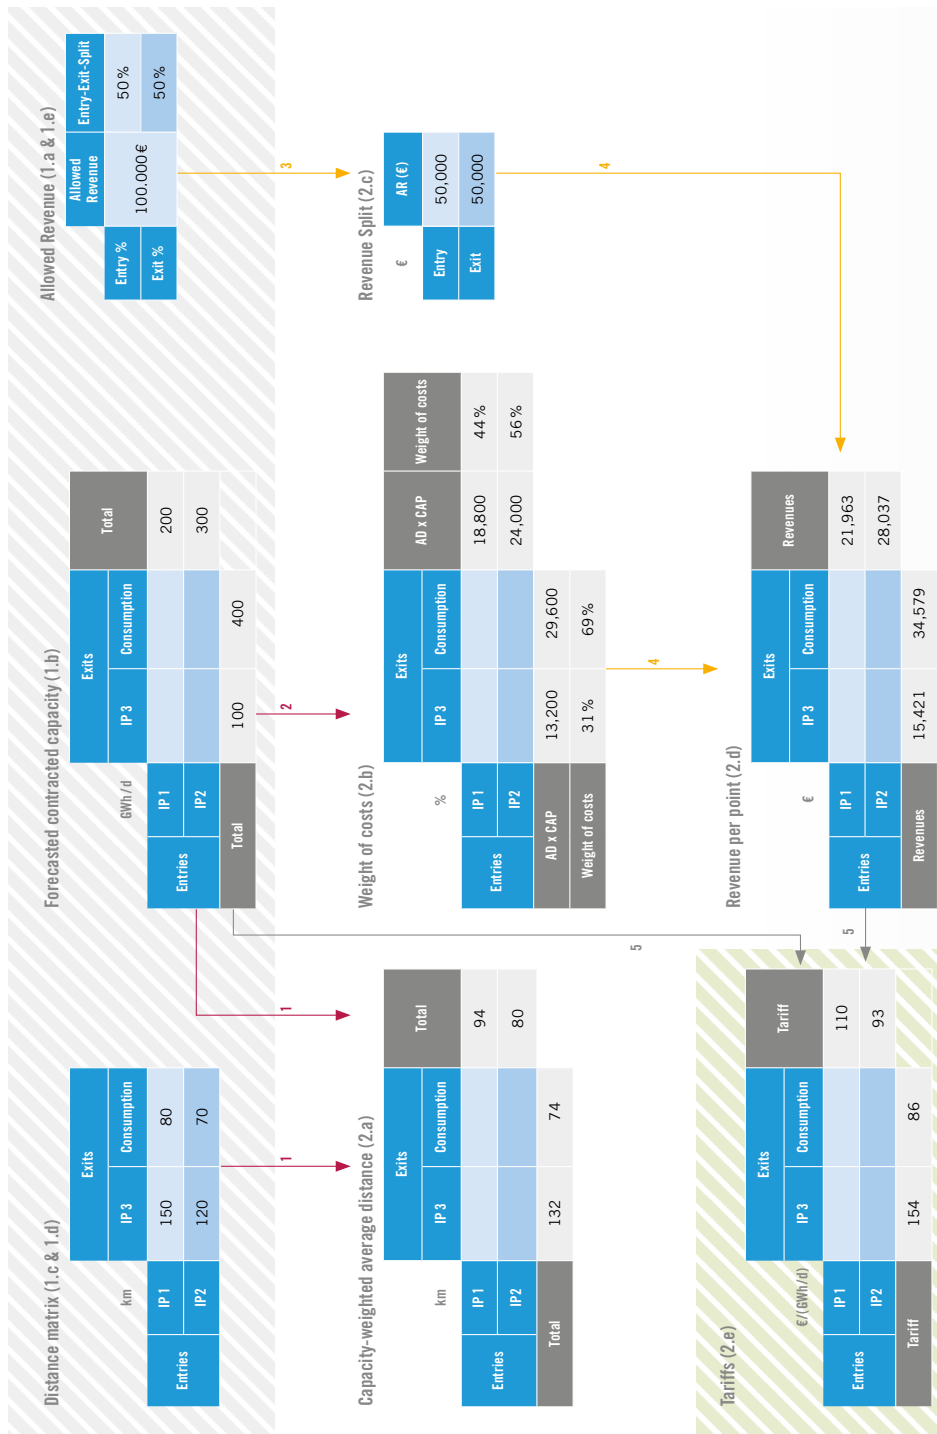 Distance matrix (1.c & 1.d)
km
Exits
IP 3
Consumption
Entries
IP 1
150
80
IP2
120
70
Forecasted contracted capacity (1.b)
GWh/d
Exits
Total
IP 3
Consumption
Entries
IP 1
200
IP2
300
Total
100
400
Allowed Revenue (1.a & 1.e)
Allowed
Revenue
Entry-Exit-Split
Entry %
100.000€
50%
Exit %
50%
1
1
2
3
Capacity-weighted average distance (2.a)
km
Exits
Total
IP 3
Consumption
Entries
IP 1
94
IP2
80
Total
132
74
Weight of costs (2.b)
%
Exits
AD x CAP
Weight of costs
IP 3
Consumption
Entries
IP 1
18,800
44%
IP2
24,000
56%
AD x CAP
13,200
29,600
Weight of costs
31%
69%
Revenue Split (2.c)
€
AR (€)
Entry
50,000
Exit
50,000
5
4
4
Tariffs (2.e)
€/(GWh/d)
Exits
Tariff
IP 3
Consumption
Entries
IP 1
110
IP2
93
Tariff
154
86
5
Revenue per point (2.d)
€
Exits
Revenues
IP 3
Consumption
Entries
IP 1
21,963
IP2
28,037
Revenues
15,421
34,579